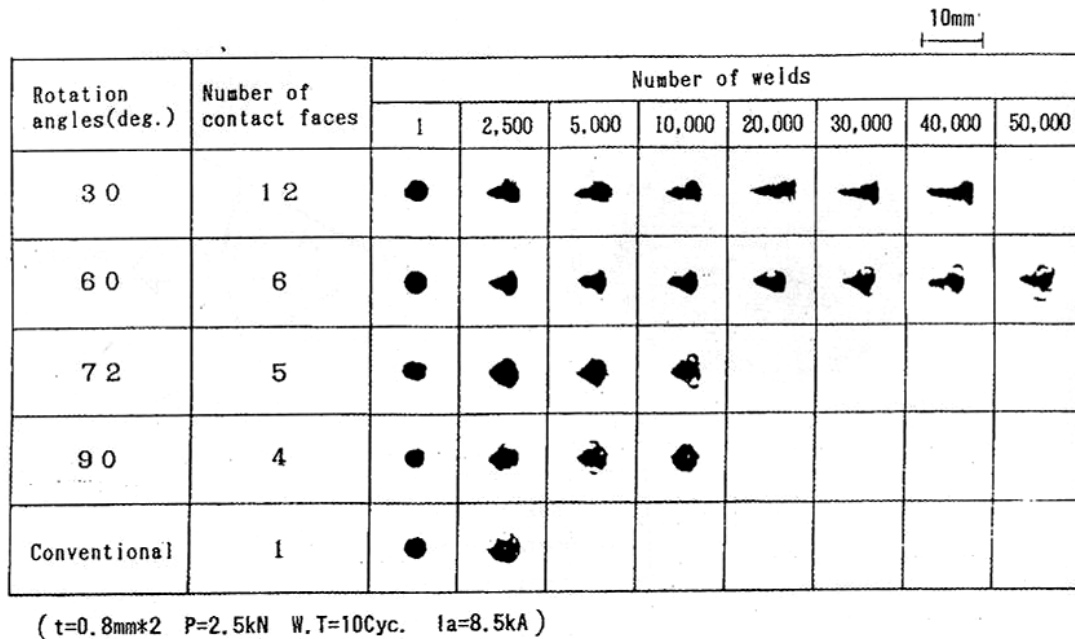 10mm
Rotation angles(deg.)
Number of contact faces
Number of welds
1 2,500 5,000 10,000 20,000 30,000 40,000 50,000
30 12
60 6
72 5
90 4
Conventional 1
( t=0.8mm*2 P=2.5kN W.T=10Cyc. Ia=8.5kA )